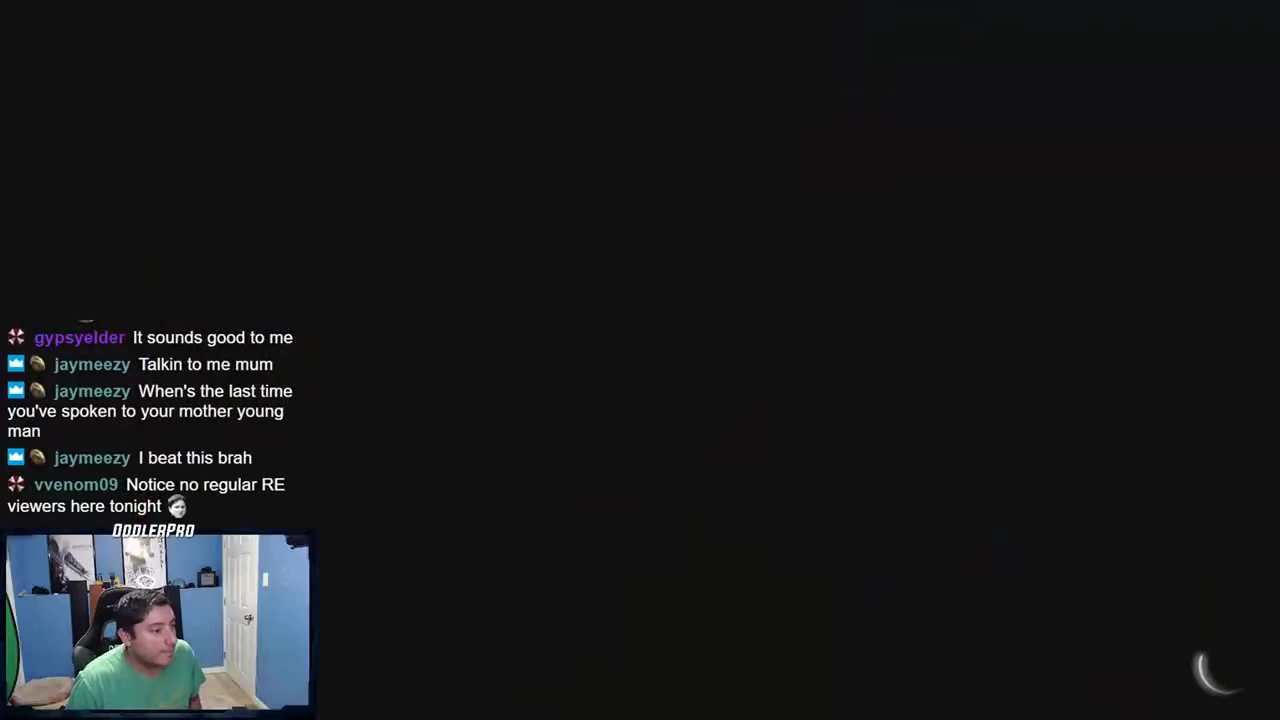 gypsyelder It sounds good to me
jaymeezy Talkin to me mum
jaymeezy When's the last time
you've spoken to your mother young
man
jaymeezy I beat this brah
vvenom09 Notice no regular RE
viewers here tonight
OddlerPro